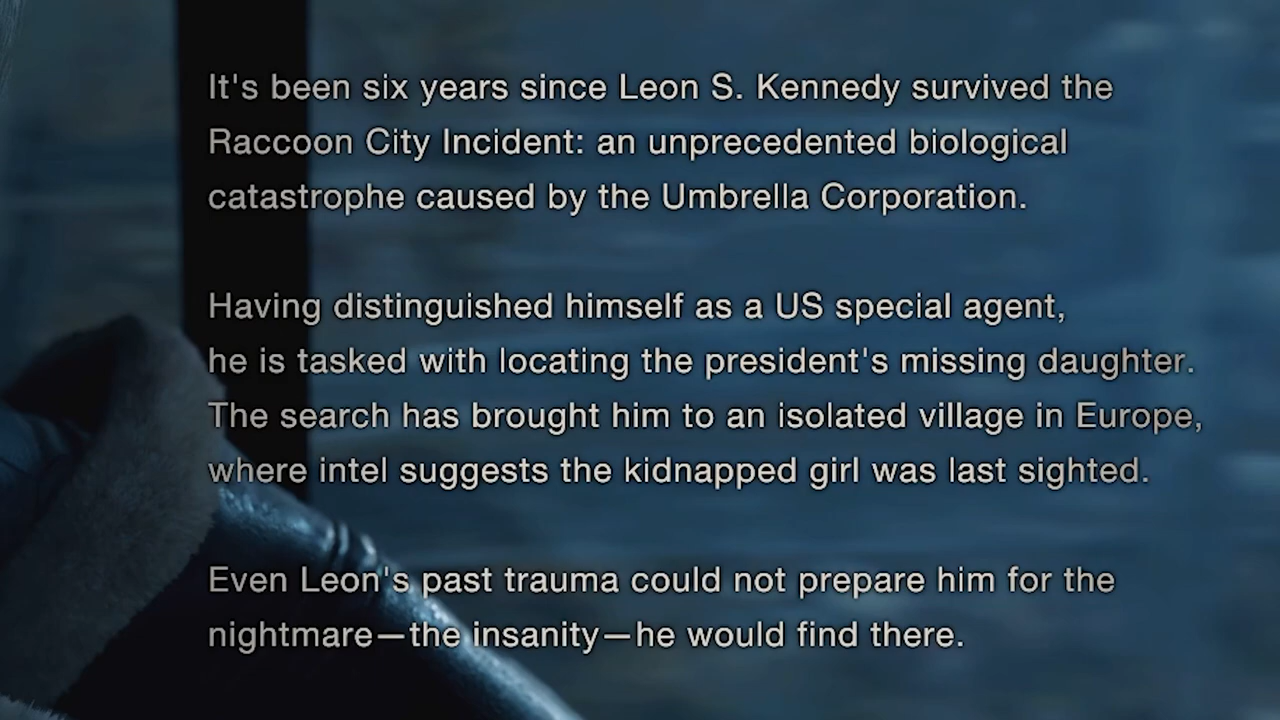 It's been six years since Leon S. Kennedy survived the
Raccoon City Incident: an unprecedented biological
catastrophe caused by the Umbrella Corporation.
Having distinguished himself as a US special agent,
he is tasked with locating the president's missing daughter.
The search has brought him to an isolated village in Europe,
where intel suggests the kidnapped girl was last sighted.
Even Leon's past trauma could not prepare him for the
nightmare—the insanity—he would find there.